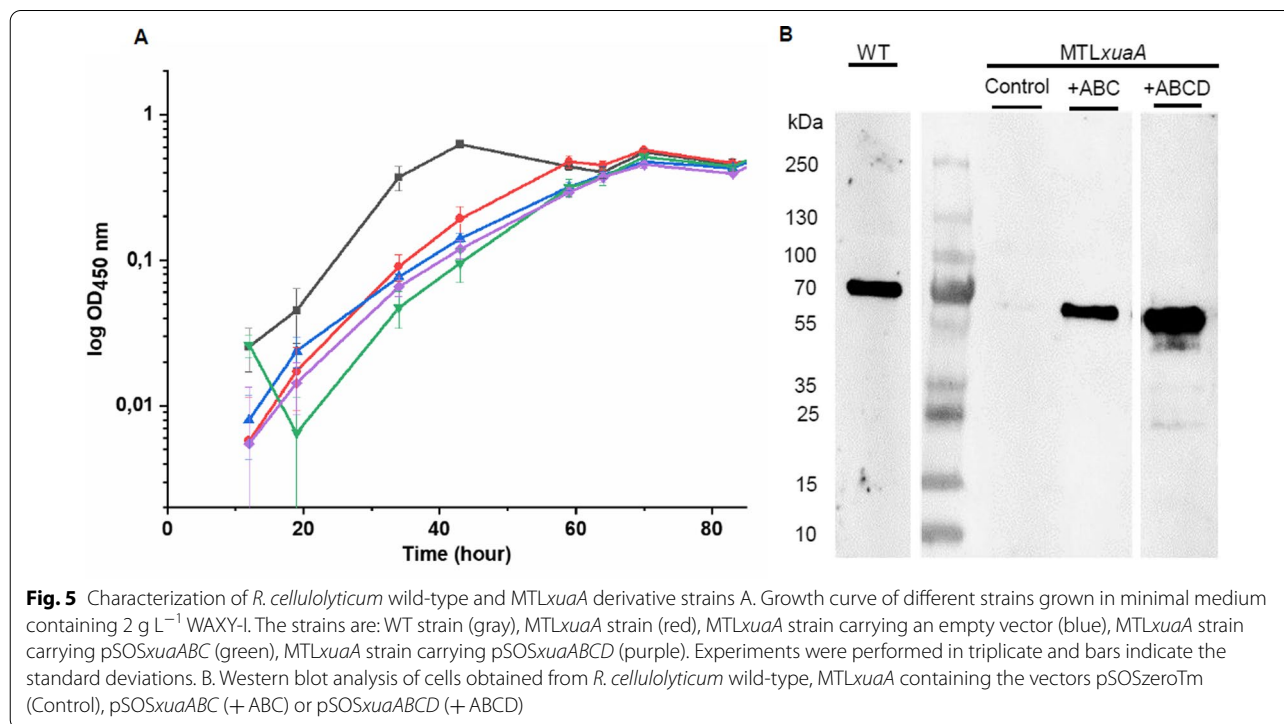 A
log OD450 nm
1
0,1
0,01
0
20
40
60
80
Time (hour)
B
WT
MTLxuaA
Control
+ABC
+ABCD
kDa
250
130
100
70
55
35
25
15
10
Fig. 5 Characterization of R. cellulolyticum wild-type and MTLxuaA derivative strains A. Growth curve of different strains grown in minimal medium
containing 2 g L−1 WAXY-I. The strains are: WT strain (gray), MTLxuaA strain (red), MTLxuaA strain carrying an empty vector (blue), MTLxuaA strain
carrying pSOSxuaABC (green), MTLxuaA strain carrying pSOSxuaABCD (purple). Experiments were performed in triplicate and bars indicate the
standard deviations. B. Western blot analysis of cells obtained from R. cellulolyticum wild-type, MTLxuaA containing the vectors pSOSzeroTm
(Control), pSOSxuaABC (+ ABC) or pSOSxuaABCD (+ ABCD)